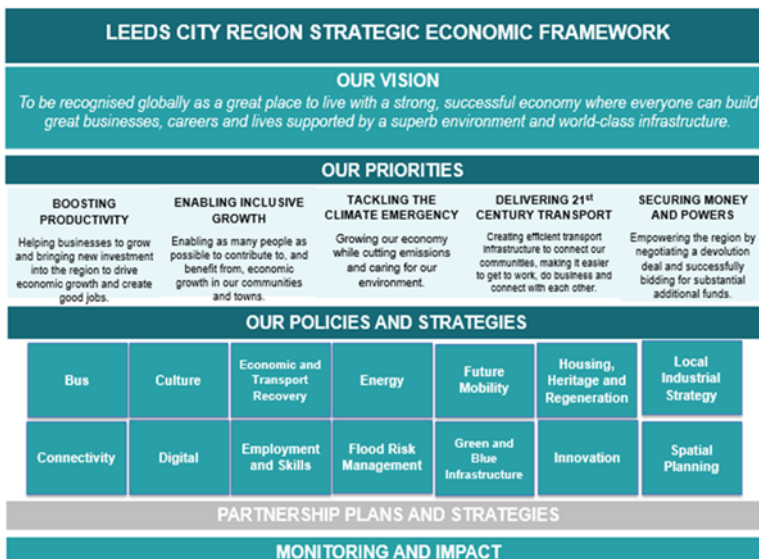 LEEDS CITY REGION STRATEGIC ECONOMIC FRAMEWORK
OUR VISION
To be recognised globally as a great place to live with a strong, successful economy where everyone can build
great businesses, careers and lives supported by a superb environment and world-class infrastructure.
OUR PRIORITIES
BOOSTING
PRODUCTIVITY
Helping businesses to grow
and bringing new investment
into the region to drive
economic growth and create
good jobs.
ENABLING INCLUSIVE
GROWTH
Enabling as many people as
possible to contribute to, and
benefit from, economic
growth in our communities
and towns.
TACKLING THE
CLIMATE EMERGENCY
Growing our economy
while cutting emissions
and caring for our
environment.
DELIVERING 21st
CENTURY TRANSPORT
Creating efficient transport
infrastructure to connect our
communities, making it easier
to get to work, do business and
connect with each other.
SECURING MONEY
AND POWERS
Empowering the region by
negotiating a devolution
deal and successfully
bidding for substantial
additional funds.
OUR POLICIES AND STRATEGIES
Bus
Culture
Economic and
Transport
Recovery
Energy
Future
Mobility
Housing,
Heritage and
Regeneration
Local
Industrial
Strategy
Connectivity
Digital
Employment
and Skills
Flood Risk
Management
Green and
Blue
Infrastructure
Innovation
Spatial
Planning
PARTNERSHIP PLANS AND STRATEGIES
MONITORING AND IMPACT